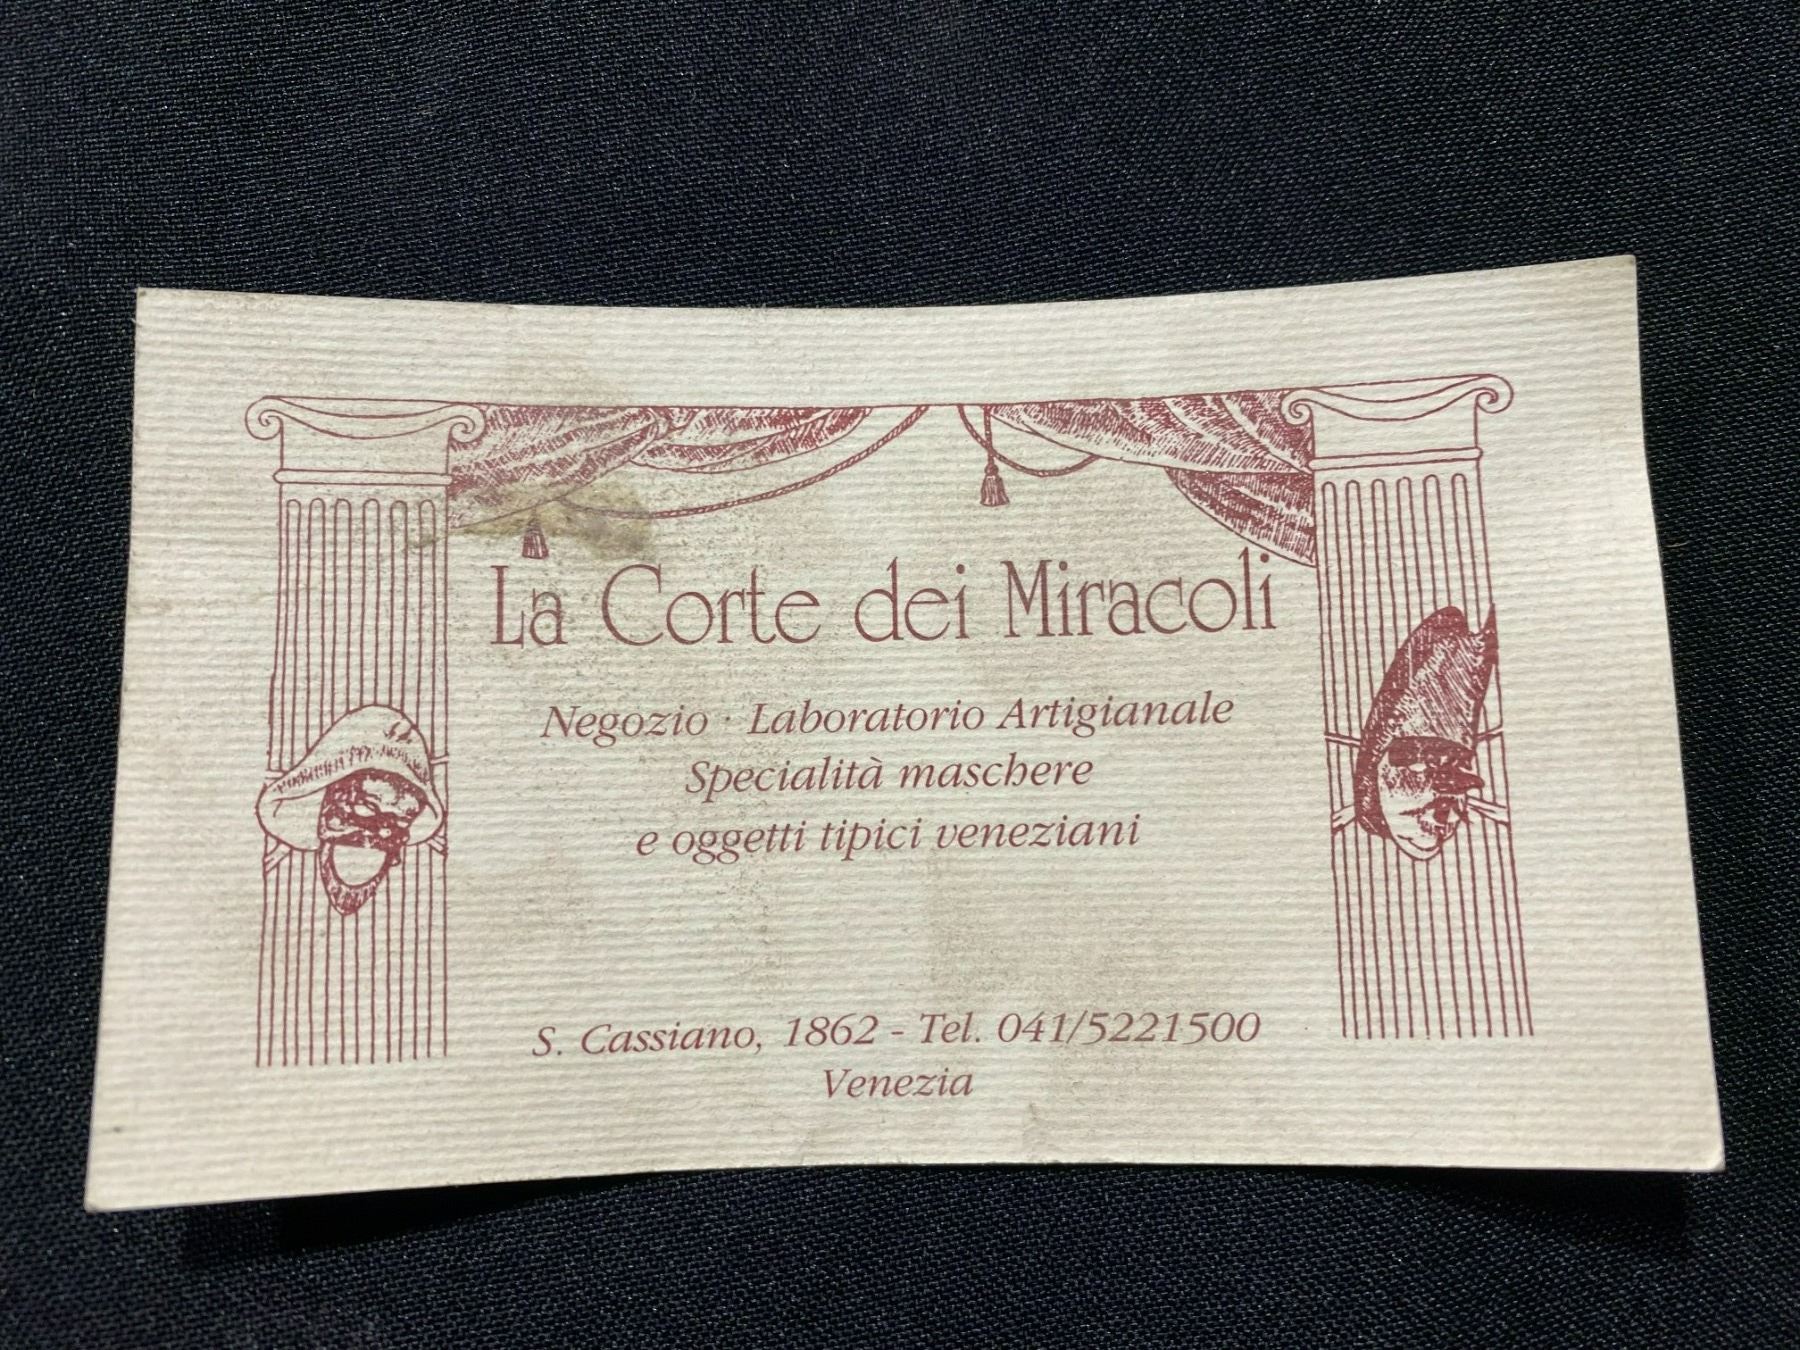 La Corte dei Miracoli
Negozio · Laboratorio Artigianale
Specialità maschere
e oggetti tipici veneziani
S. Cassiano, 1862 - Tel. 041/5221500
Venezia